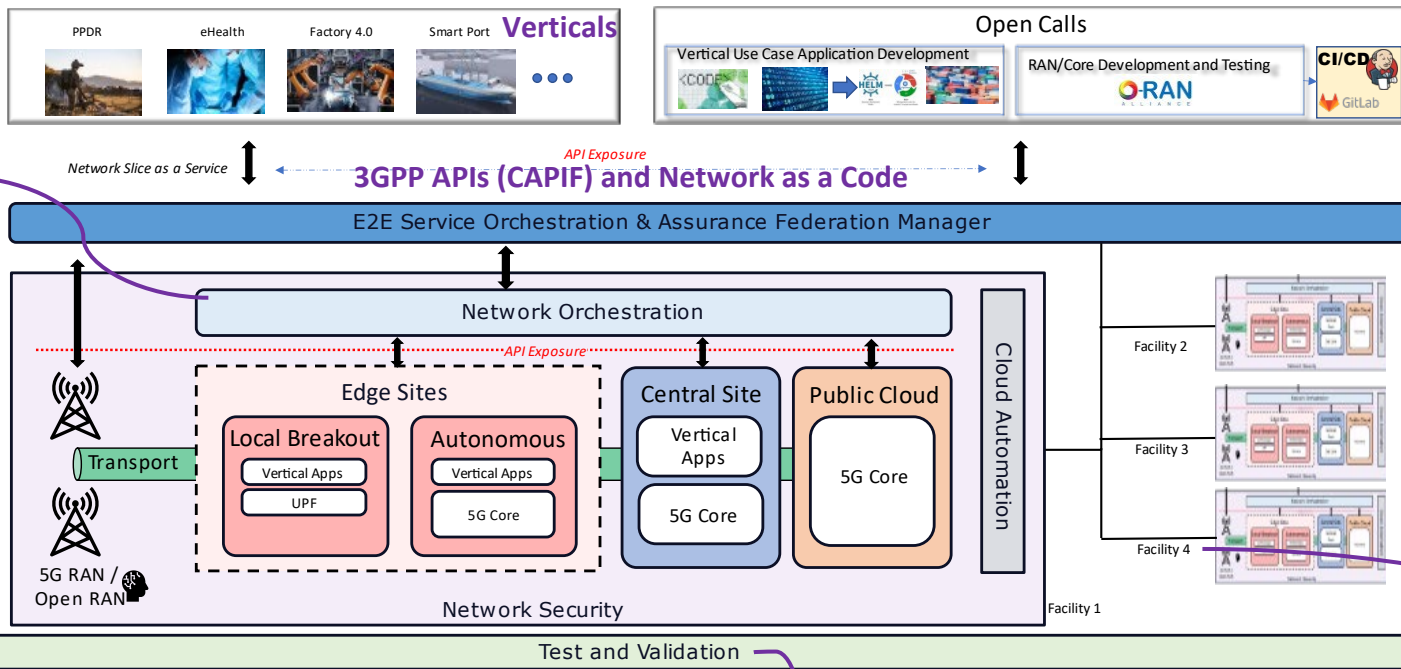 PPDR
eHealth
Factory 4.0
Smart Port
Verticals
Open Calls
Vertical Use Case Application Development
<CODE>
HELM
RAN/Core Development and Testing
O-RAN
ALLIANCE
CI/CD
GitLab
Network Slice as a Service
API Exposure
3GPP APIs (CAPIF) and Network as a Code
E2E Service Orchestration & Assurance Federation Manager
Network Orchestration
API Exposure
Cloud Automation
Edge Sites
Local Breakout
Vertical Apps
UPF
Autonomous
Vertical Apps
5G Core
Central Site
Vertical
Apps
5G Core
Public Cloud
5G Core
Transport
5G RAN /
Open RAN
Network Security
Facility 1
Facility 2
Facility 3
Facility 4
Test and Validation